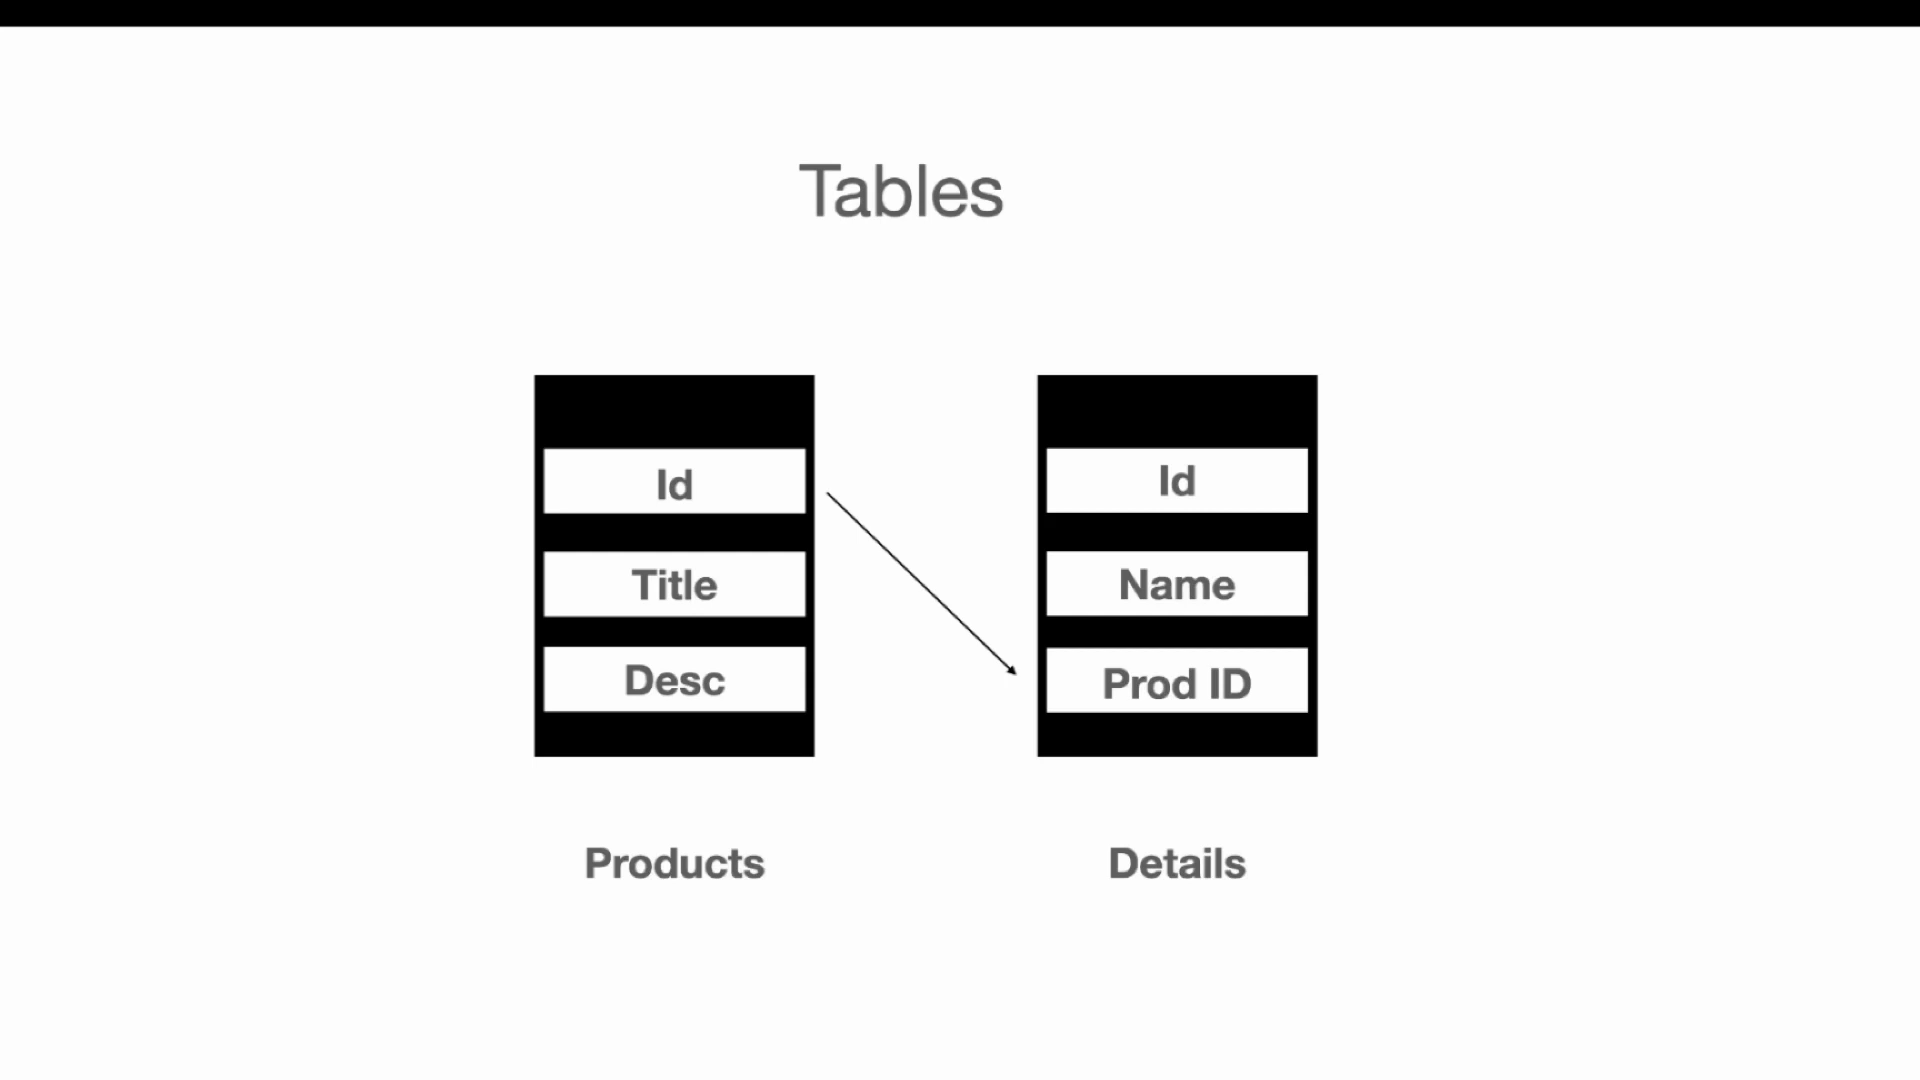 Tables
Id
Title
Desc
Products
Id
Name
Prod ID
Details